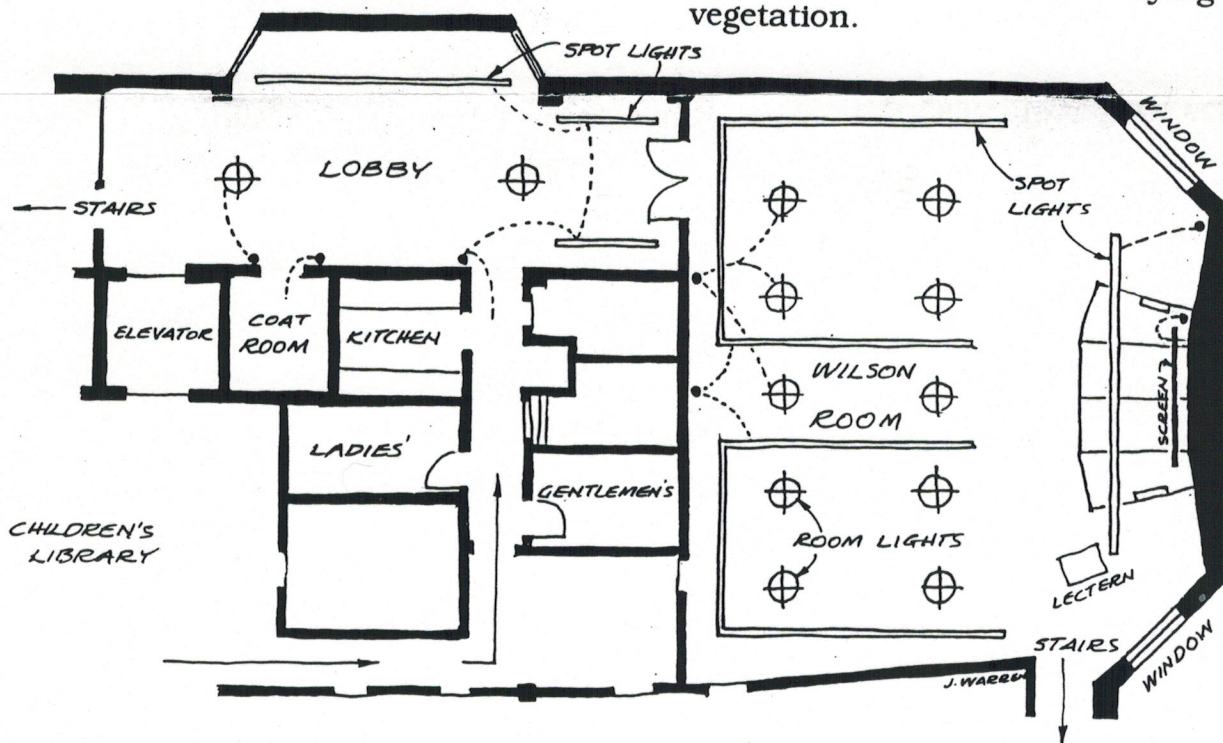 vegetation.
SPOT LIGHTS
LOBBY
STAIRS
ELEVATOR
COAT
ROOM
KITCHEN
LADIES'
GENTLEMEN'S
CHILDREN'S
LIBRARY
WINDOW
SPOT
LIGHTS
WILSON
ROOM
SCREEN
ROOM LIGHTS
LECTERN
STAIRS
J. WARREN
WINDOW